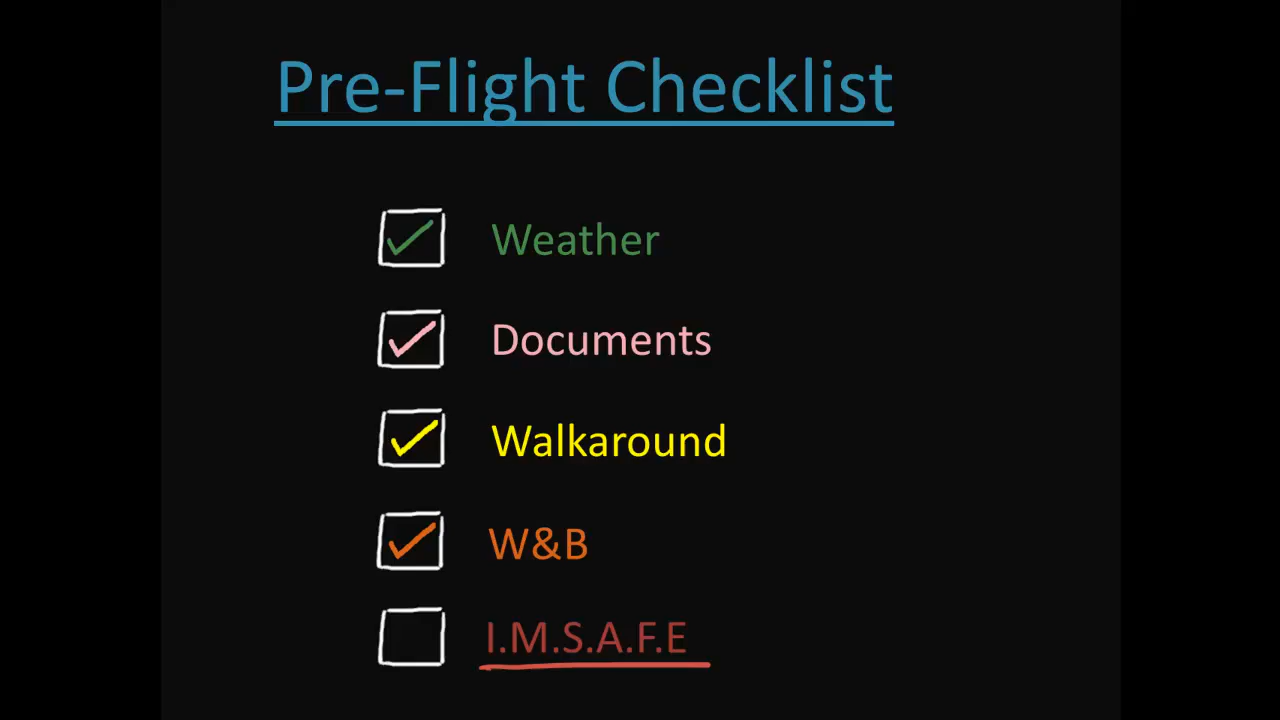 Pre-Flight Checklist
Weather
Documents
Walkaround
W&B
I.M.S.A.F.E